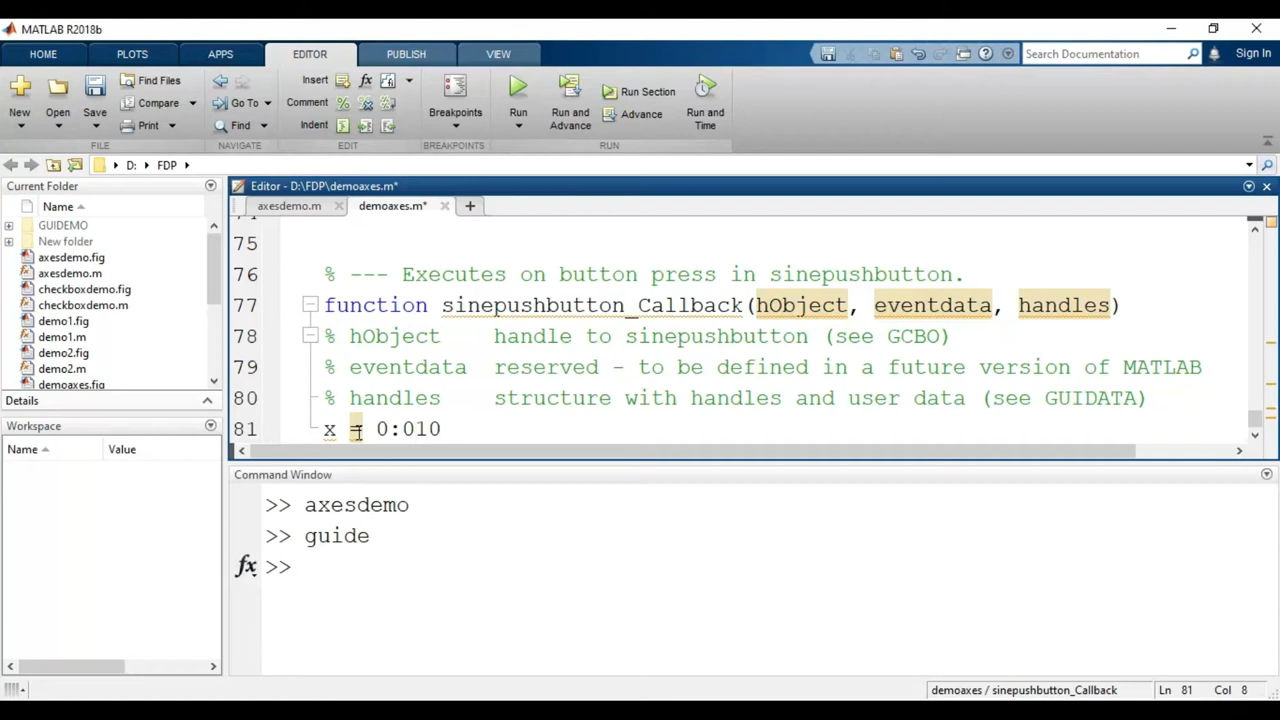 MATLAB R2018b
HOME PLOTS APPS EDITOR PUBLISH VIEW Search Documentation Sign In
New Open Save Find Files Compare Print Go To Find Insert fx Comment Indent Breakpoints Run Run and Advance Run Section Advance Run and Time
FILE NAVIGATE EDIT BREAKPOINTS RUN
D: FDP
Current Folder
Name
GUIDEMO
New folder
axesdemo.fig
axesdemo.m
checkboxdemo.fig
checkboxdemo.m
demo1.fig
demo1.m
demo2.fig
demo2.m
demoaxes.fig
Details
Workspace
Name Value
Editor - D:\FDP\demoaxes.m*
axesdemo.m demoaxes.m*
75
76 % --- Executes on button press in sinepushbutton.
77 function sinepushbutton_Callback(hObject, eventdata, handles)
78 % hObject handle to sinepushbutton (see GCBO)
79 % eventdata reserved - to be defined in a future version of MATLAB
80 % handles structure with handles and user data (see GUIDATA)
81 x = 0:010
Command Window
>> axesdemo
>> guide
fx >>
demoaxes / sinepushbutton_Callback Ln 81 Col 8